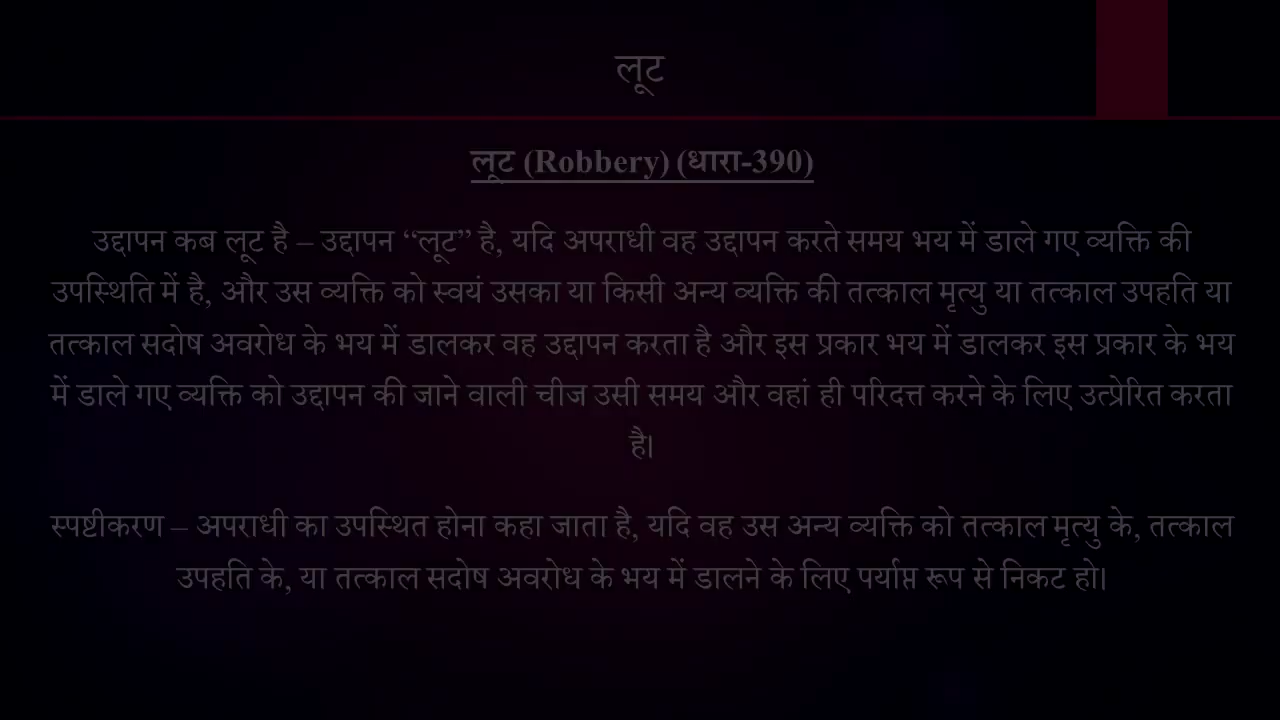 लूट
लूट (Robbery) (धारा-390)
उद्दापन कब लूट है – उद्दापन “लूट” है, यदि अपराधी वह उद्दापन करते समय भय में डाले गए व्यक्ति की
उपस्थिति में है, और उस व्यक्ति को स्वयं उसका या किसी अन्य व्यक्ति की तत्काल मृत्यु या तत्काल उपहति या
तत्काल सदोष अवरोध के भय में डालकर वह उद्दापन करता है और इस प्रकार भय में डालकर इस प्रकार के भय
में डाले गए व्यक्ति को उद्दापन की जाने वाली चीज उसी समय और वहां ही परिदत्त करने के लिए उत्प्रेरित करता
है।
स्पष्टीकरण – अपराधी का उपस्थित होना कहा जाता है, यदि वह उस अन्य व्यक्ति को तत्काल मृत्यु के, तत्काल
उपहति के, या तत्काल सदोष अवरोध के भय में डालने के लिए पर्याप्त रूप से निकट हो।